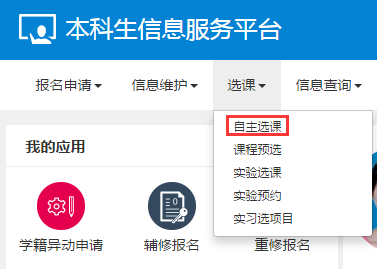 本科生信息服务平台
报名申请 信息维护 选课 信息查询
自主选课
课程预选
实验选课
实验预约
实习选项目
我的应用
学籍异动申请 辅修报名 重修报名